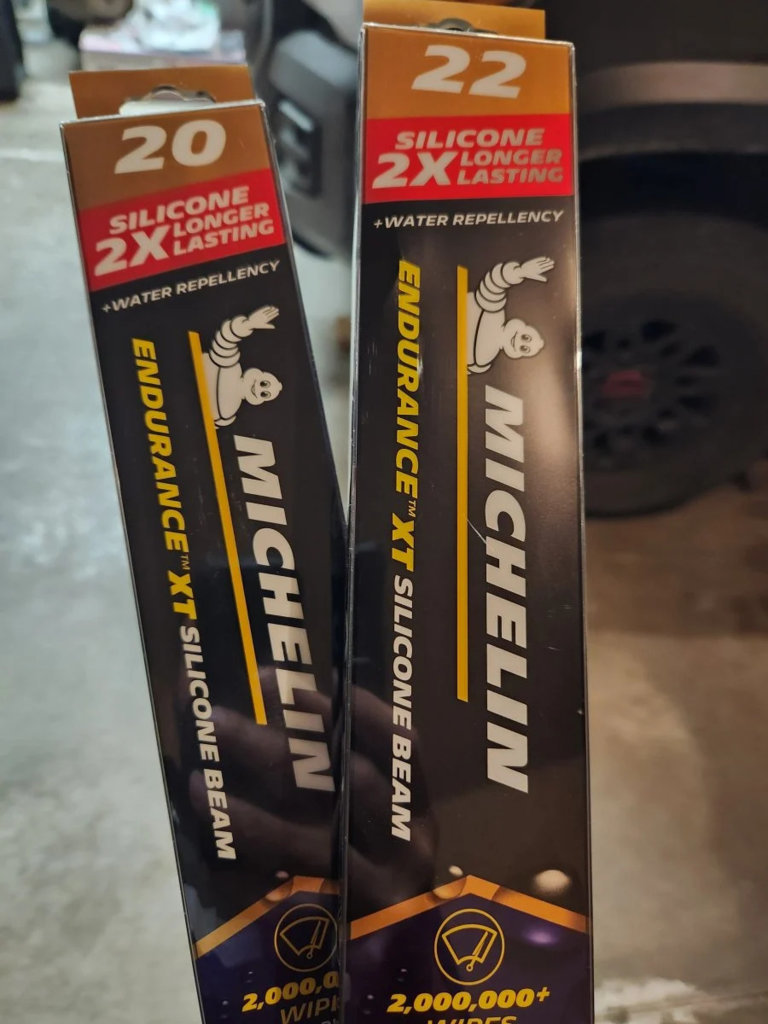 20
SILICONE
2X LONGER
LASTING
+WATER REPELLENCY
MICHELIN
ENDURANCE™ XT SILICONE BEAM
22
SILICONE
2X LONGER
LASTING
+WATER REPELLENCY
MICHELIN
ENDURANCE™ XT SILICONE BEAM
2,000,000+
WIPES